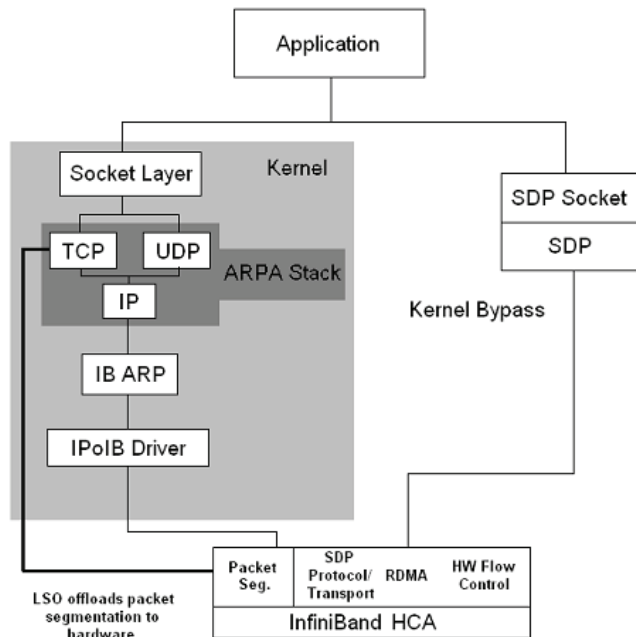 Application
Socket Layer
Kernel
TCP
UDP
ARPA Stack
IP
IB ARP
IPoIB Driver
SDP Socket
SDP
Kernel Bypass
Packet
Seg.
SDP
Protocol/
Transport
RDMA
HW Flow
Control
InfiniBand HCA
LSO offloads packet
segmentation to
hardware